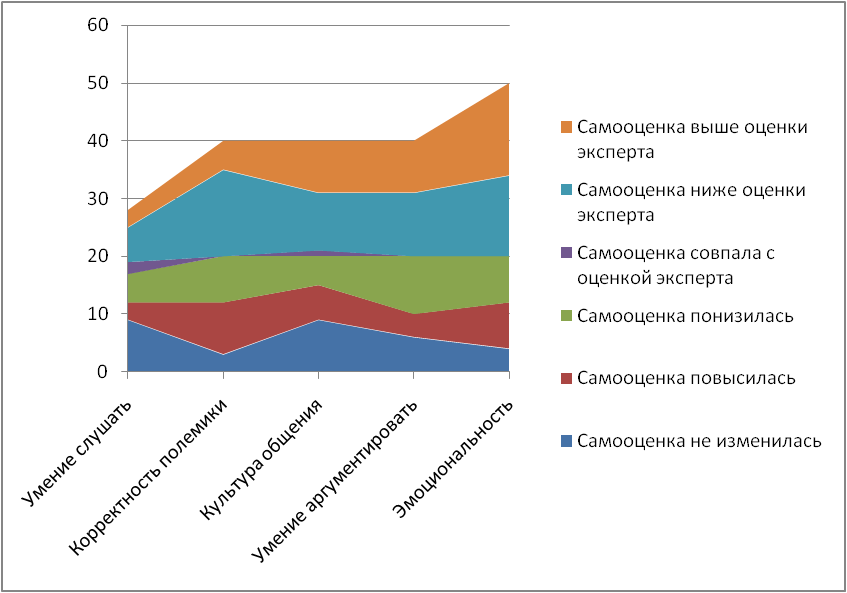 60
50
40
30
20
10
0
Умение слушать
Корректность полемики
Культура общения
Умение аргументировать
Эмоциональность
Самооценка выше оценки
эксперта
Самооценка ниже оценки
эксперта
Самооценка совпала с
оценкой эксперта
Самооценка понизилась
Самооценка повысилась
Самооценка не изменилась